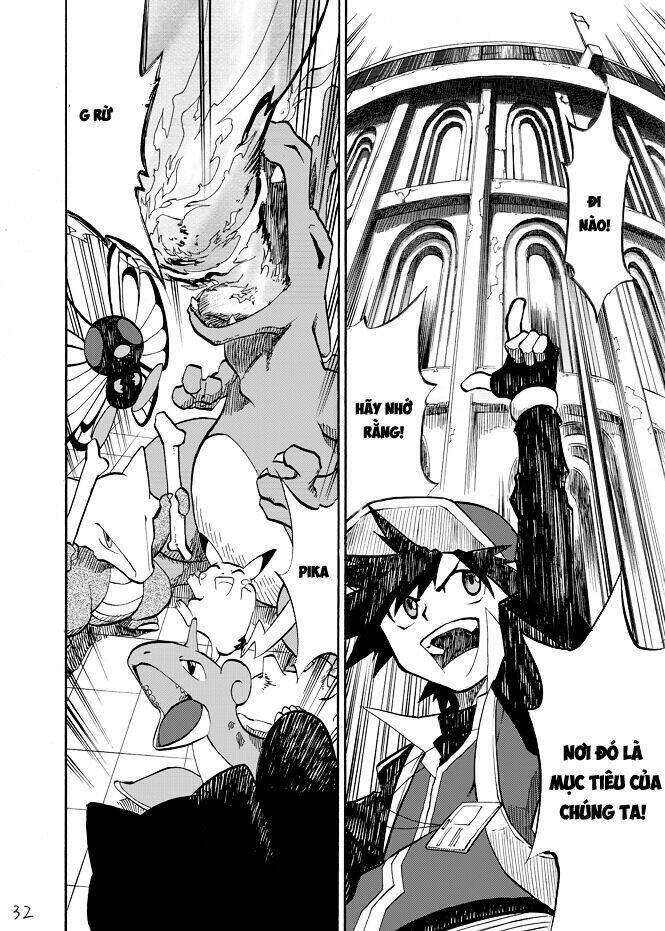 ĐI
NÀO!
HÃY NHỚ
RẰNG!
NƠI ĐÓ LÀ
MỤC TIÊU CỦA
CHÚNG TA!
G RỪ
PIKA
32